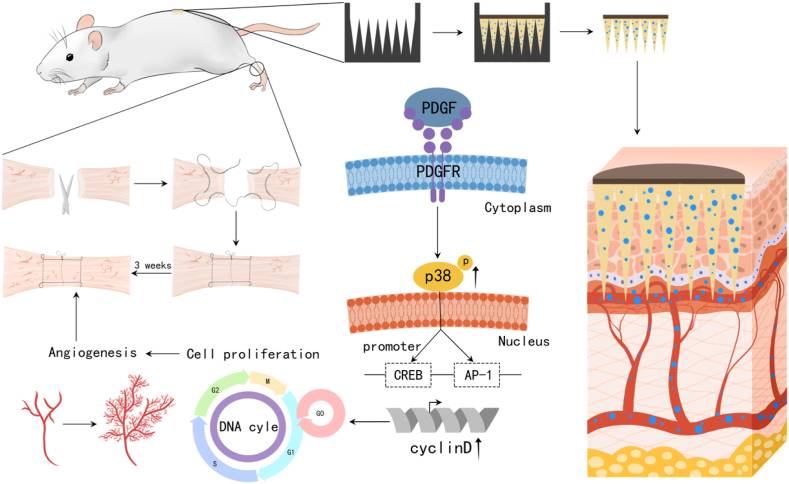 PDGF
PDGFR
Cytoplasm
3 weeks
p38
p
Nucleus
promoter
CREB
AP-1
Angiogenesis
Cell proliferation
G2
M
GO
DNA cyle
G1
S
cyclinD